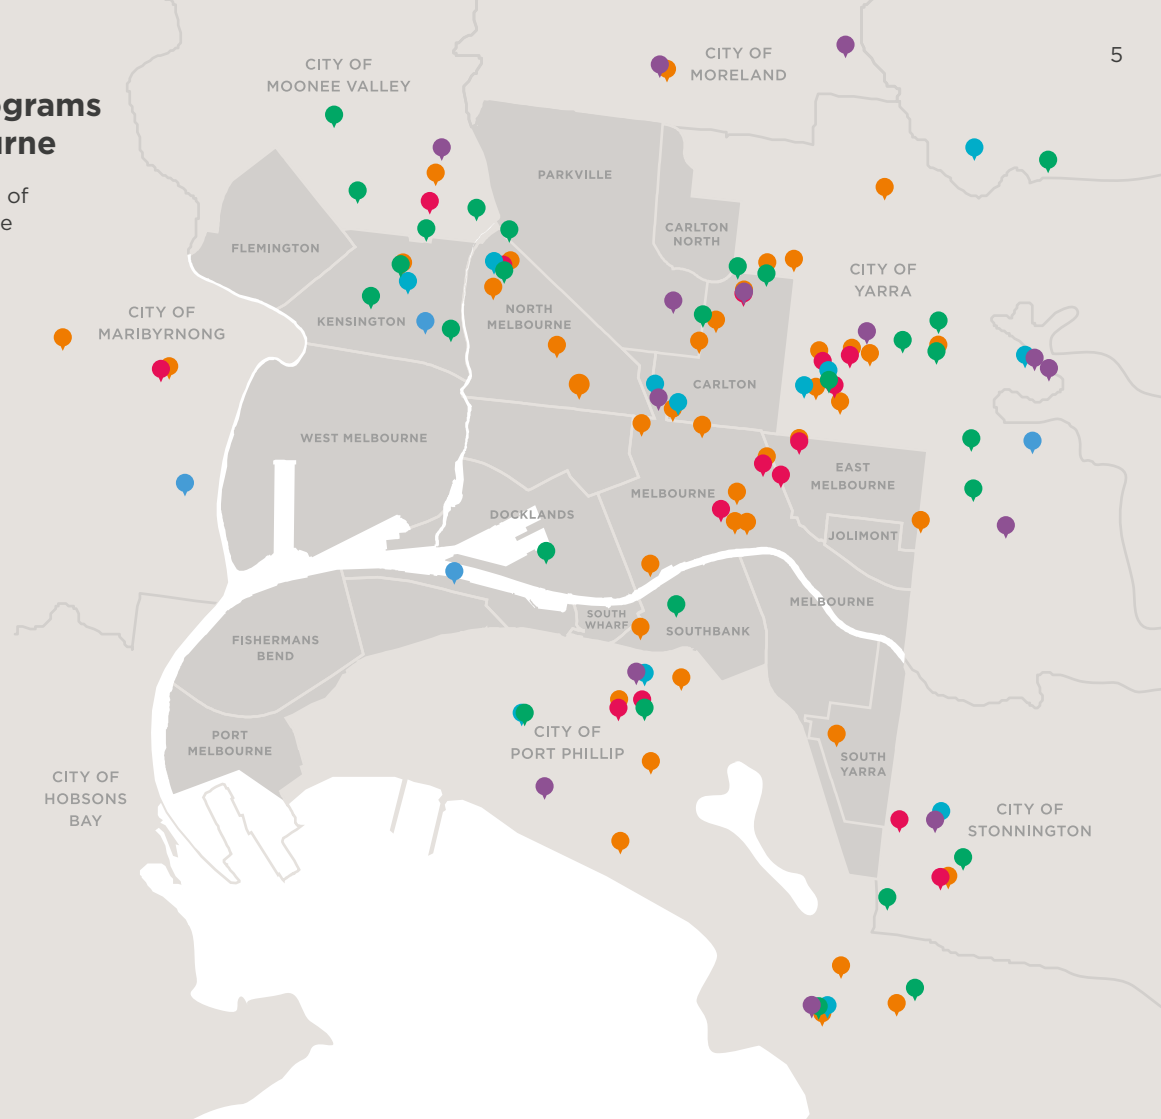 5
grams
rne
of
e
CITY OF
MOONEE VALLEY
CITY OF
MORELAND
PARKVILLE
CARLTON
NORTH
FLEMINGTON
CITY OF
YARRA
CITY OF
MARIBYRNONG
KENSINGTON
NORTH
MELBOURNE
CARLTON
WEST MELBOURNE
EAST
MELBOURNE
MELBOURNE
DOCKLANDS
JOLIMONT
MELBOURNE
SOUTH
WHARF
SOUTHBANK
FISHERMANS
BEND
PORT
MELBOURNE
CITY OF
PORT PHILLIP
SOUTH
YARRA
CITY OF
HOBSONS
BAY
CITY OF
STONNINGTON